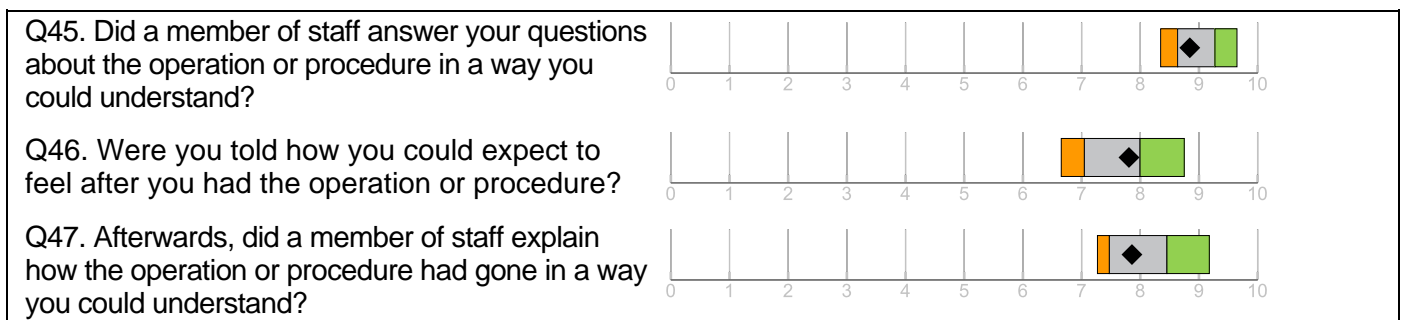 Q45. Did a member of staff answer your questions
about the operation or procedure in a way you
could understand?
0 1 2 3 4 5 6 7 8 9 10
Q46. Were you told how you could expect to
feel after you had the operation or procedure?
0 1 2 3 4 5 6 7 8 9 10
Q47. Afterwards, did a member of staff explain
how the operation or procedure had gone in a way
you could understand?
0 1 2 3 4 5 6 7 8 9 10